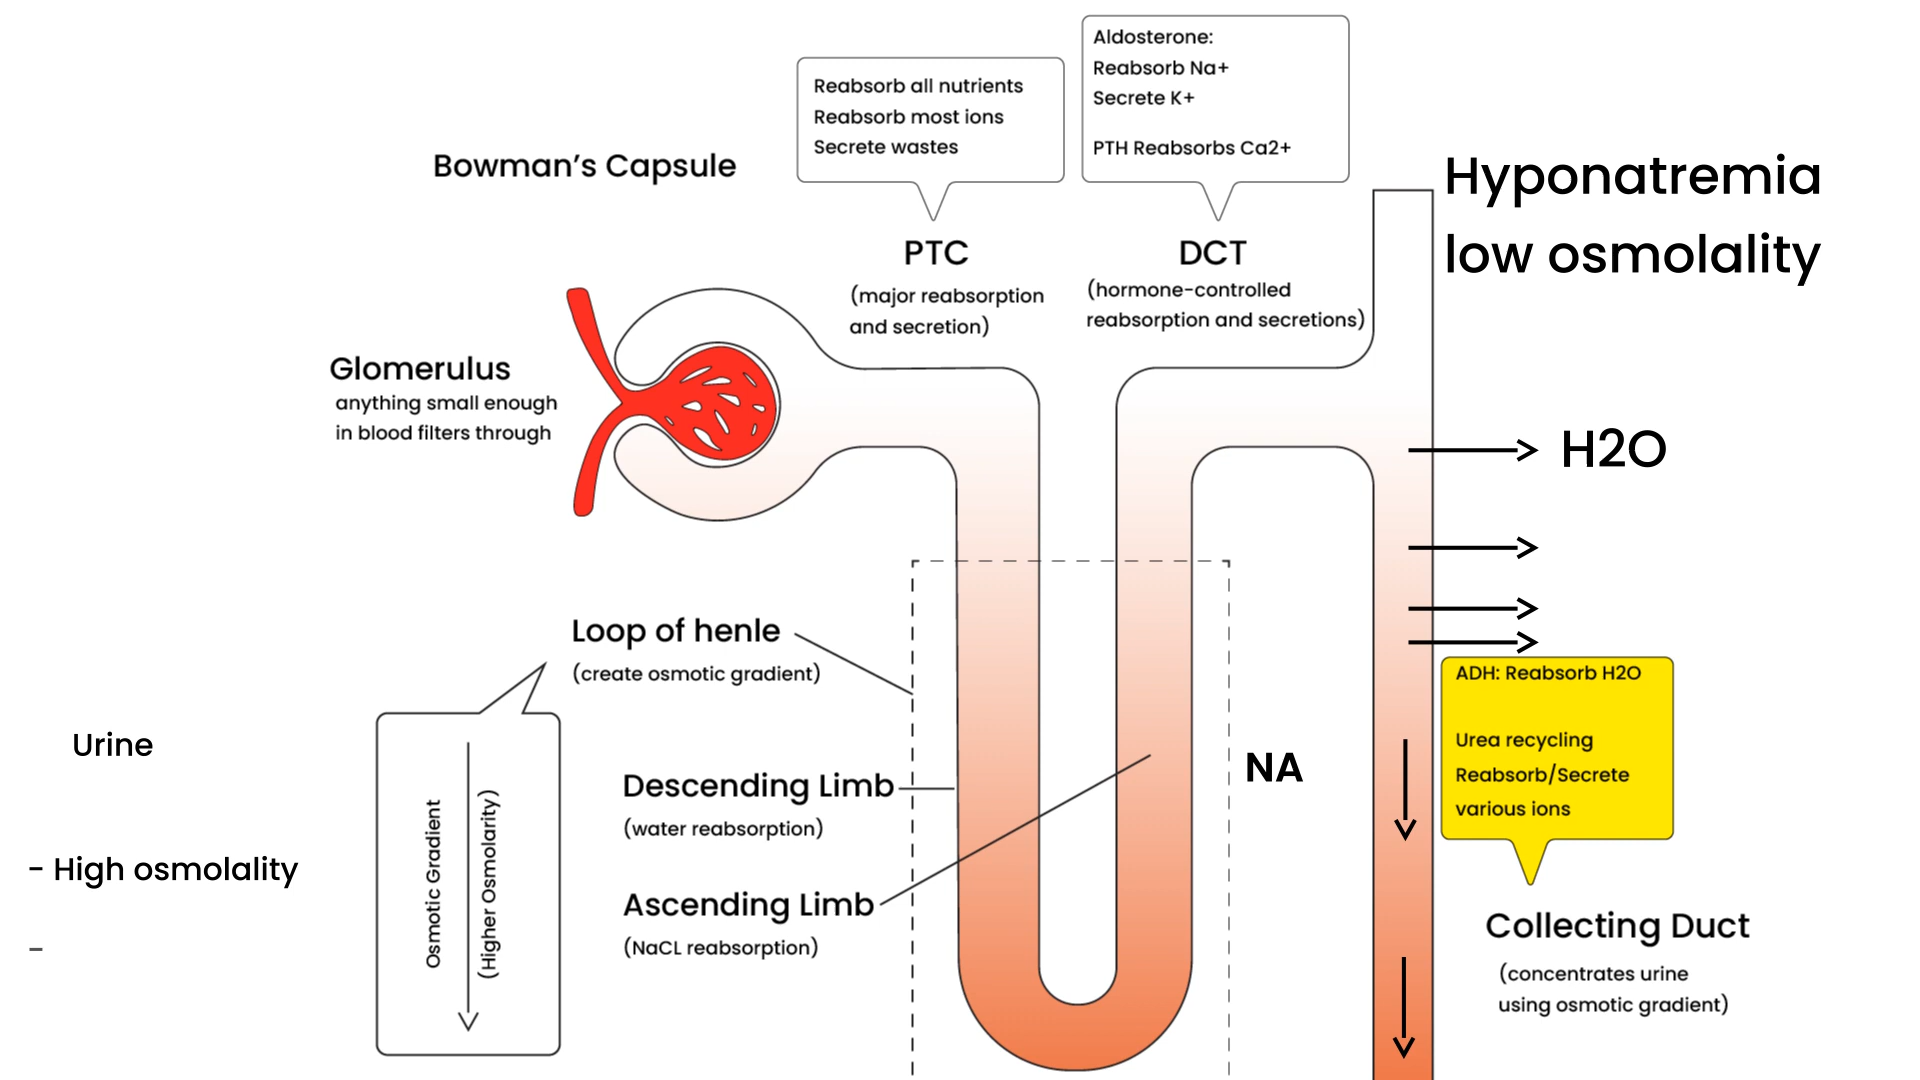 Aldosterone:
Reabsorb Na+
Secrete K+
PTH Reabsorbs Ca2+
Reabsorb all nutrients
Reabsorb most ions
Secrete wastes
Bowman's Capsule
Hyponatremia
low osmolality
PTC
(major reabsorption
and secretion)
DCT
(hormone-controlled
reabsorption and secretions)
Glomerulus
anything small enough
in blood filters through
H2O
Loop of henle
(create osmotic gradient)
ADH: Reabsorb H2O
Urea recycling
Reabsorb/Secrete
various ions
Urine
- High osmolality
-
Osmotic Gradient
(Higher Osmolarity)
Descending Limb
(water reabsorption)
NA
Ascending Limb
(NaCL reabsorption)
Collecting Duct
(concentrates urine
using osmotic gradient)